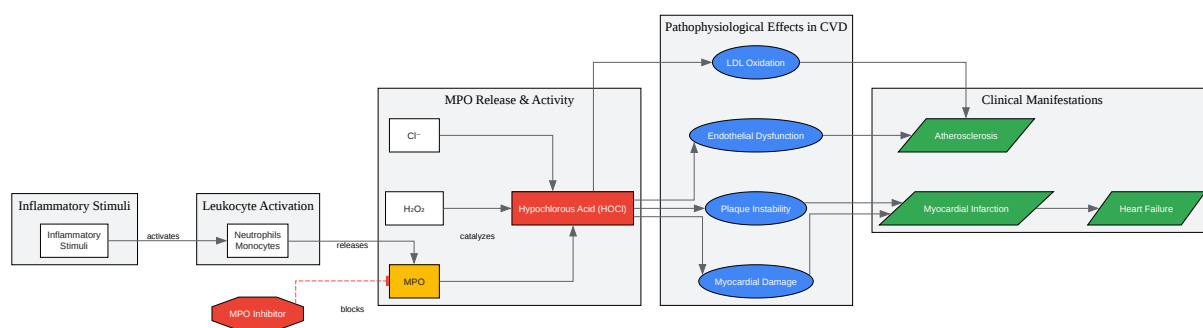 Inflammatory Stimuli
Inflammatory
Stimuli
activates
Leukocyte Activation
Neutrophils
Monocytes
releases
MPO Inhibitor
blocks
MPO Release & Activity
Cl⁻
H₂O₂
MPO
catalyzes
Hypochlorous Acid (HOCl)
Pathophysiological Effects in CVD
LDL Oxidation
Endothelial Dysfunction
Plaque Instability
Myocardial Damage
Clinical Manifestations
Atherosclerosis
Myocardial Infarction
Heart Failure